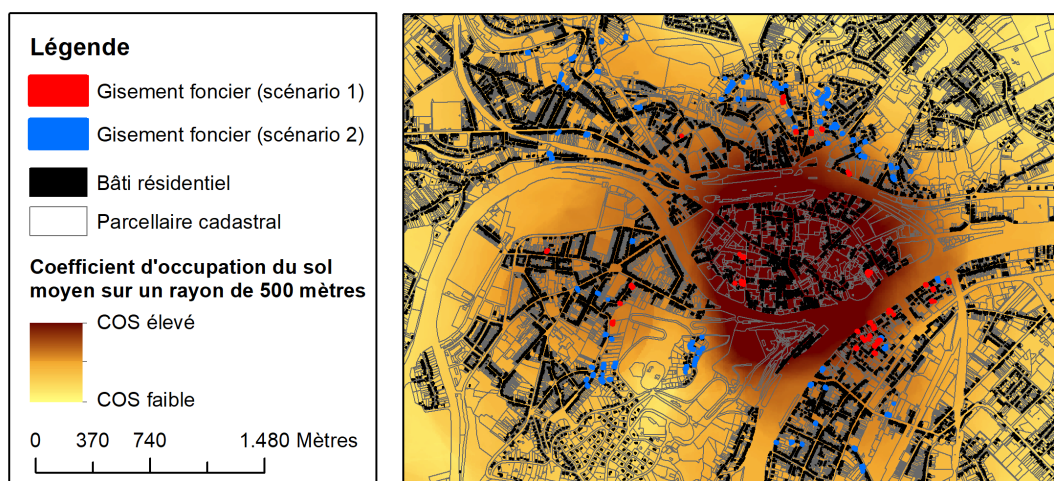 Légende
Gisement foncier (scénario 1)
Gisement foncier (scénario 2)
Bâti résidentiel
Parcellaire cadastral
Coefficient d'occupation du sol
moyen sur un rayon de 500 mètres
COS élevé
COS faible
0 370 740 1.480 Mètres